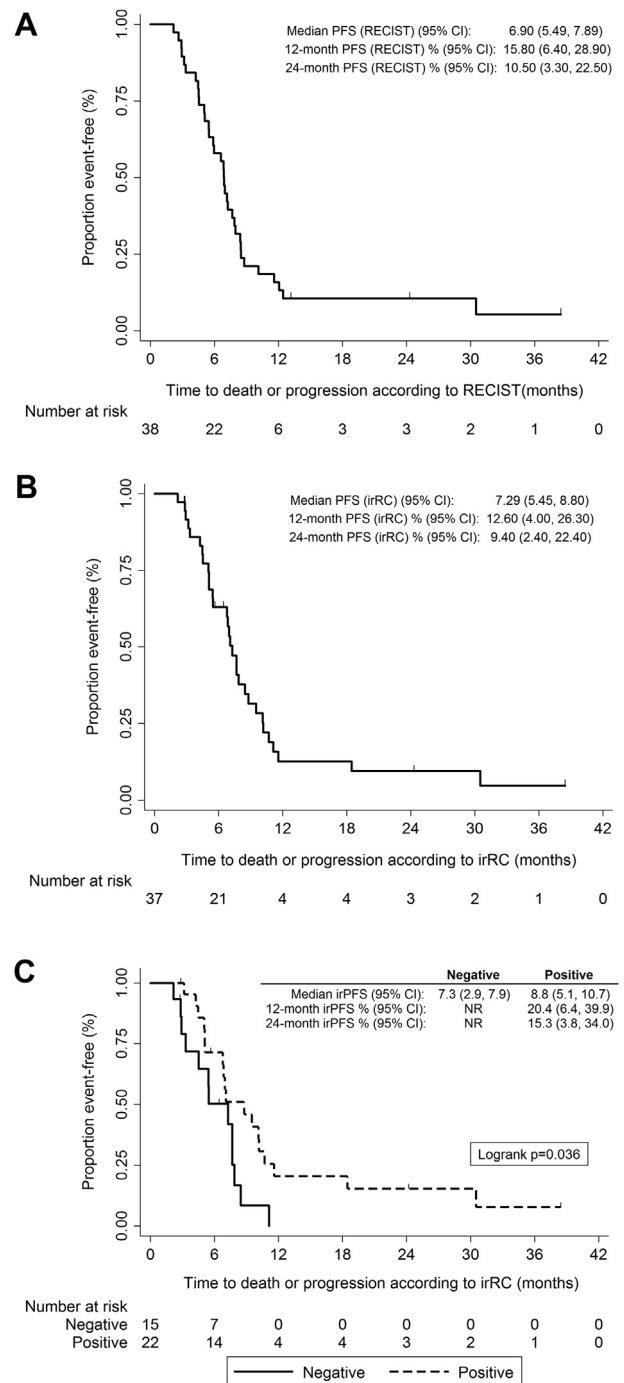 A
Median PFS (RECIST) (95% CI): 6.90 (5.49, 7.89)
12-month PFS (RECIST) % (95% CI): 15.80 (6.40, 28.90)
24-month PFS (RECIST) % (95% CI): 10.50 (3.30, 22.50)
Proportion event-free (%)
1.00
0.75
0.50
0.25
0.00
0 6 12 18 24 30 36 42
Time to death or progression according to RECIST(months)
Number at risk
38 22 6 3 3 2 1 0
B
Median PFS (irRC) (95% CI): 7.29 (5.45, 8.80)
12-month PFS (irRC) % (95% CI): 12.60 (4.00, 26.30)
24-month PFS (irRC) % (95% CI): 9.40 (2.40, 22.40)
Proportion event-free (%)
1.00
0.75
0.50
0.25
0.00
0 6 12 18 24 30 36 42
Time to death or progression according to irRC (months)
Number at risk
37 21 4 4 3 2 1 0
C
Negative Positive
Median irPFS (95% CI): 7.3 (2.9, 7.9) 8.8 (5.1, 10.7)
12-month irPFS % (95% CI): NR 20.4 (6.4, 39.9)
24-month irPFS % (95% CI): NR 15.3 (3.8, 34.0)
Proportion event-free (%)
1.00
0.75
0.50
0.25
0.00
Logrank p=0.036
0 6 12 18 24 30 36 42
Time to death or progression according to irRC (months)
Number at risk
Negative 15 7 0 0 0 0 0 0
Positive 22 14 4 4 3 2 1 0
Negative Positive